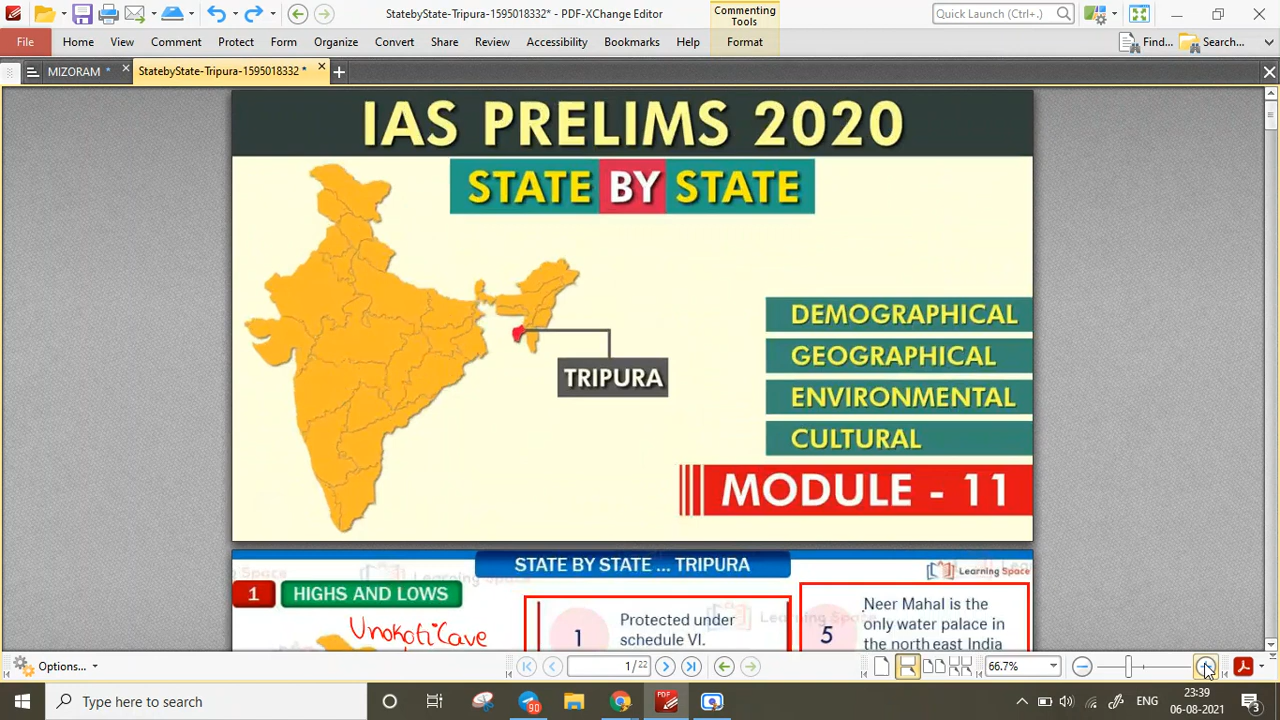 StatebyState-Tripura-1595018332* - PDF-XChange Editor
Commenting Tools
Quick Launch (Ctrl+.)
File
Home
View
Comment
Protect
Form
Organize
Convert
Share
Review
Accessibility
Bookmarks
Help
Format
Find...
Search...
MIZORAM *
StatebyState-Tripura-1595018332 *
IAS PRELIMS 2020
STATE BY STATE
TRIPURA
DEMOGRAPHICAL
GEOGRAPHICAL
ENVIRONMENTAL
CULTURAL
MODULE - 11
STATE BY STATE ... TRIPURA
Learning Space
1 HIGHS AND LOWS
Unokoti Cave
1
Protected under
schedule VI.
5
Neer Mahal is the
only water palace in
the north east India
Options...
1/22
66.7%
Type here to search
90
ENG
23:39
06-08-2021
3